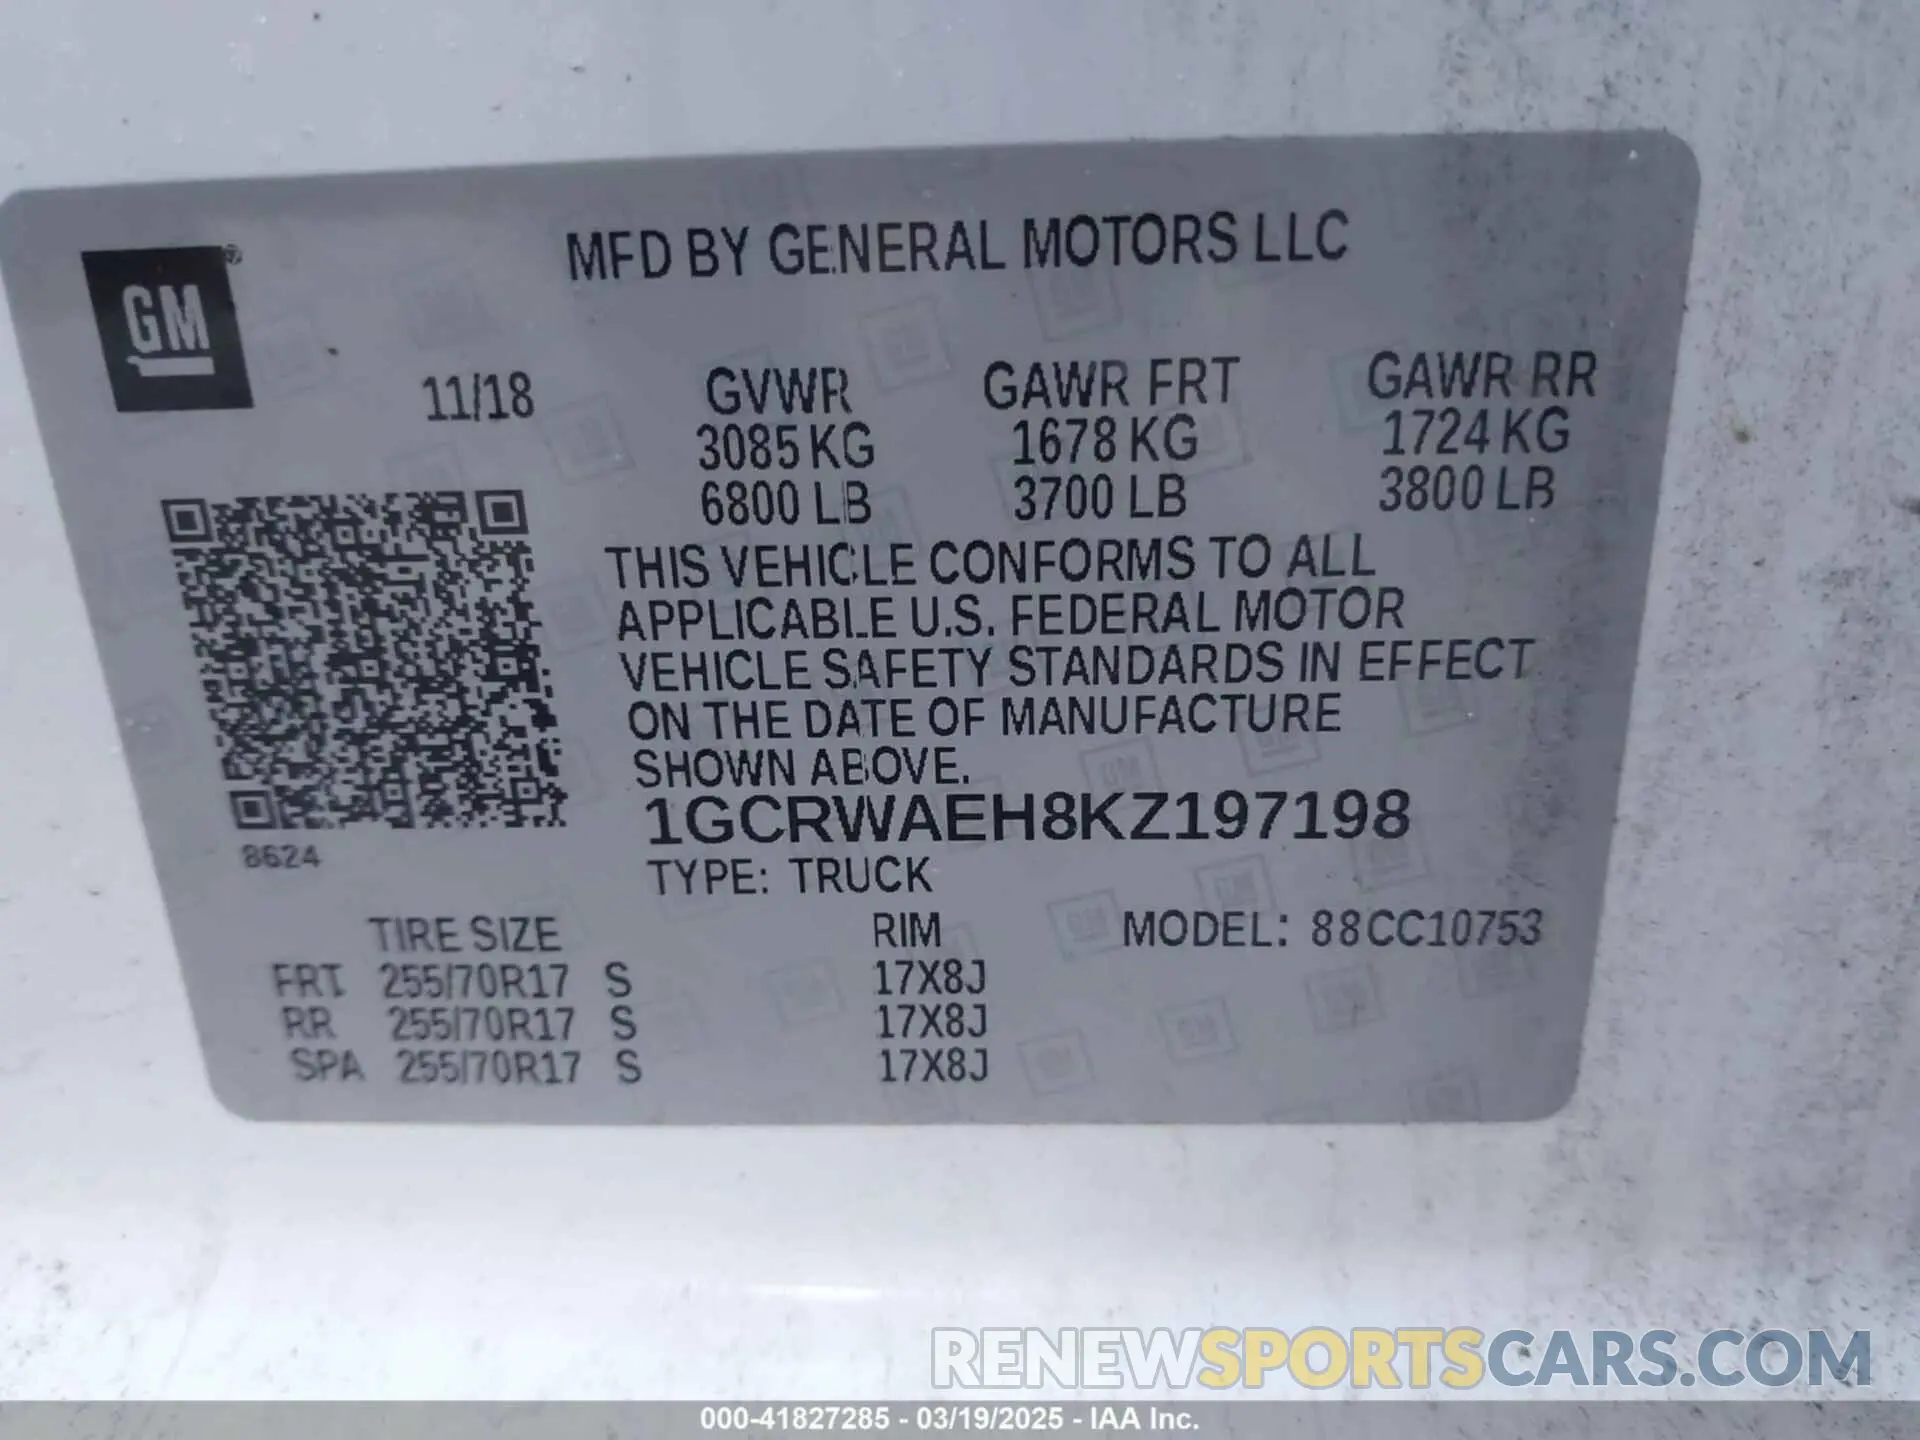 MFD BY GENERAL MOTORS LLC
GM®
11/18 GVWR GAWR FRT GAWR RR
3085 KG 1678 KG 1724 KG
6800 LB 3700 LB 3800 LB
THIS VEHICLE CONFORMS TO ALL
APPLICABLE U.S. FEDERAL MOTOR
VEHICLE SAFETY STANDARDS IN EFFECT
ON THE DATE OF MANUFACTURE
SHOWN ABOVE.
1GCRWAEH8KZ197198
8624
TYPE: TRUCK
TIRE SIZE RIM MODEL: 88CC10753
FRT 255/70R17 S 17X8J
RR 255/70R17 S 17X8J
SPA 255/70R17 S 17X8J
RENEWSPORTSCARS.COM
000-41827285 - 03/19/2025 - IAA Inc.